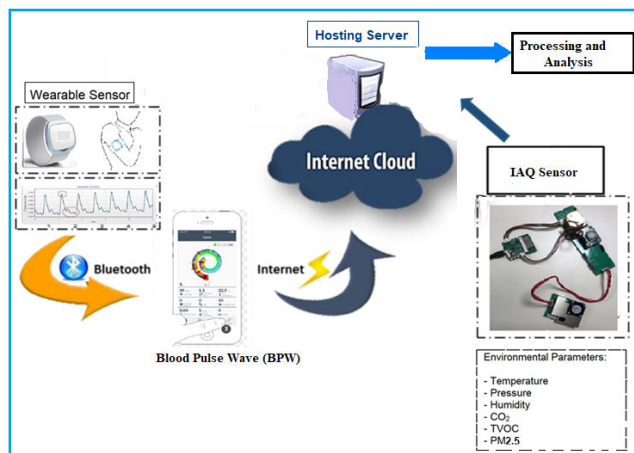 Hosting Server
Processing and
Analysis
Wearable Sensor
Internet Cloud
IAQ Sensor
Bluetooth
Internet
Blood Pulse Wave (BPW)
Environmental Parameters:
- Temperature
- Pressure
- Humidity
- CO₂
- TVOC
- PM2.5